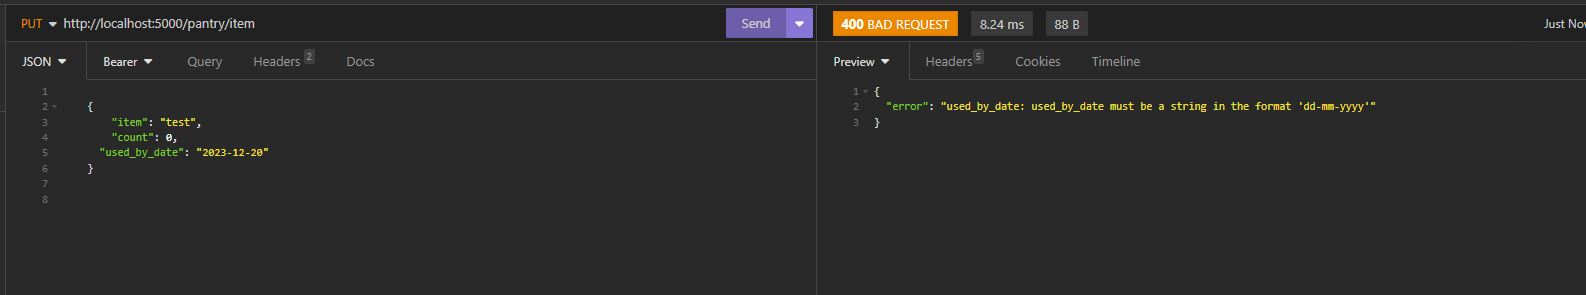 PUT http://localhost:5000/pantry/item Send
400 BAD REQUEST 8.24 ms 88 B Just Nov
JSON Bearer Query Headers 2 Docs
Preview Headers 5 Cookies Timeline
1
2 {
3 "item": "test",
4 "count": 0,
5 "used_by_date": "2023-12-20"
6 }
7
8
1 {
2 "error": "used_by_date: used_by_date must be a string in the format 'dd-mm-yyyy'"
3 }